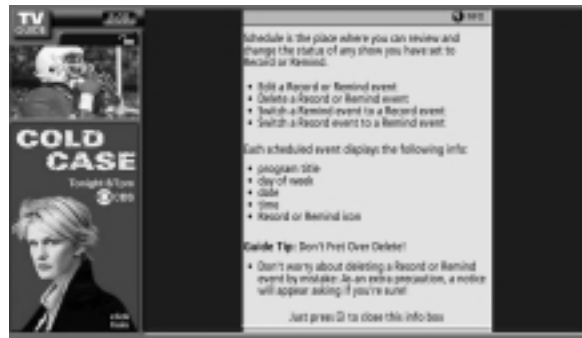 TV
GUIDE
INFO
Schedule is the place where you can review and
change the status of any show you have set to
Record or Remind.
• Edit a Record or Remind event
• Delete a Record or Remind event
• Switch a Remind event to a Record event
• Switch a Record event to a Remind event
Each scheduled event displays the following info:
• program title
• day of week
• date
• time
• Record or Remind icon
Guide Tip: Don't Fret Over Delete!
• Don't worry about deleting a Record or Remind
event by mistake. As an extra precaution, a notice
will appear asking if you're sure!
Just press to close this info box
COLD
CASE
Tonight 8/7pm
CBS